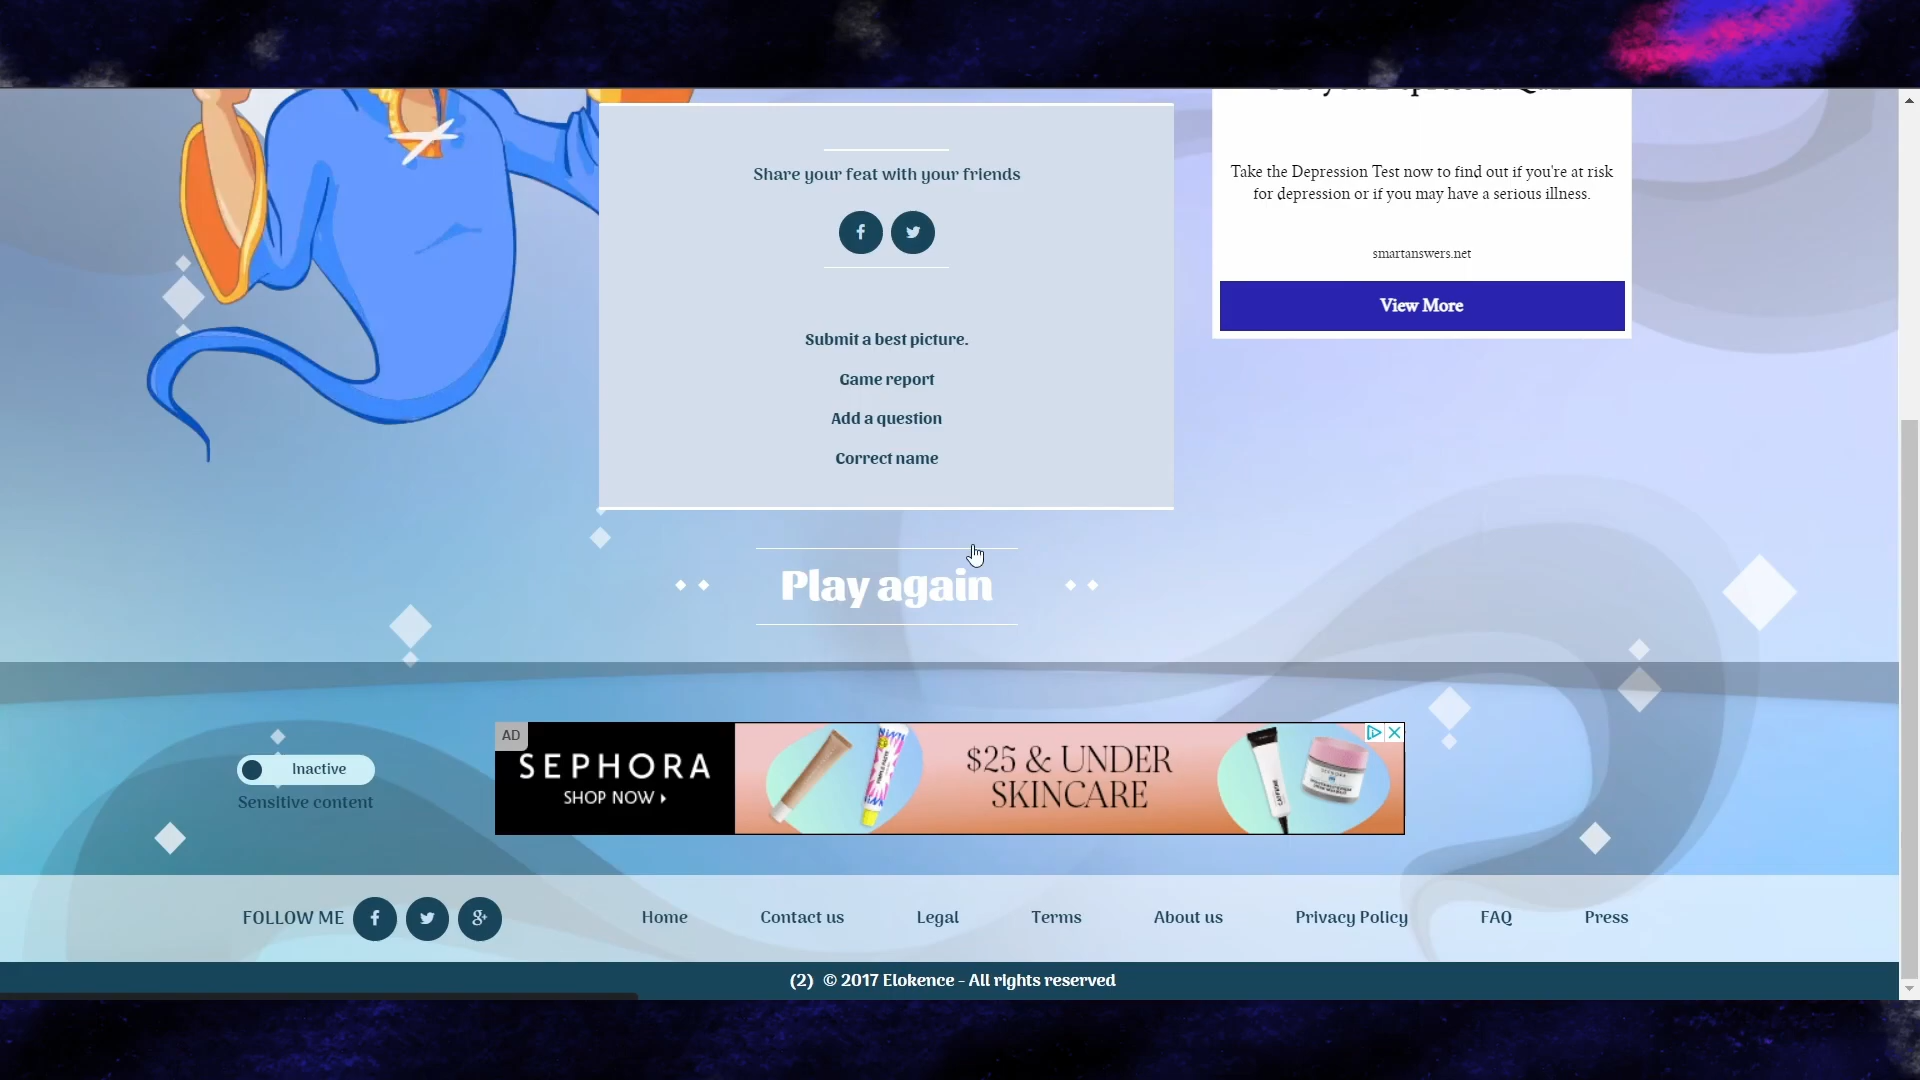 Share your feat with your friends
Submit a best picture.
Game report
Add a question
Correct name
Play again
Take the Depression Test now to find out if you're at risk
for depression or if you may have a serious illness.
smartanswers.net
View More
Inactive
Sensitive content
AD
SEPHORA
SHOP NOW
$25 & UNDER
SKINCARE
FOLLOW ME
Home Contact us Legal Terms About us Privacy Policy FAQ Press
(2) © 2017 Elokence - All rights reserved